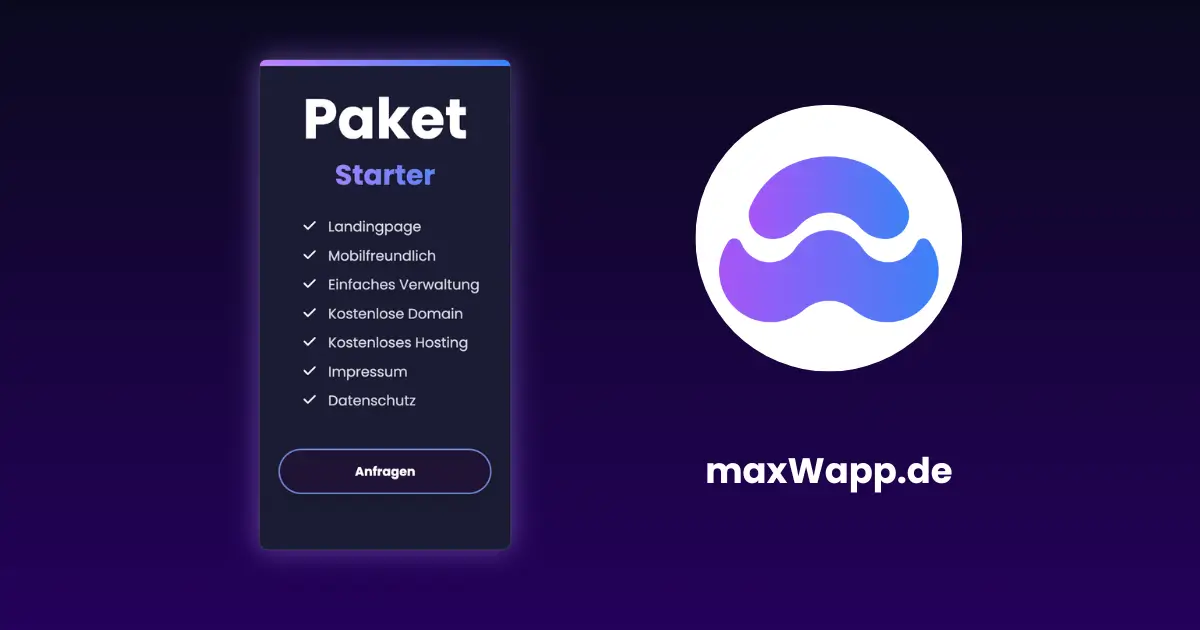 Paket
Starter
Landingpage
Mobilfreundlich
Einfaches Verwaltung
Kostenlose Domain
Kostenloses Hosting
Impressum
Datenschutz
Anfragen
maxWapp.de